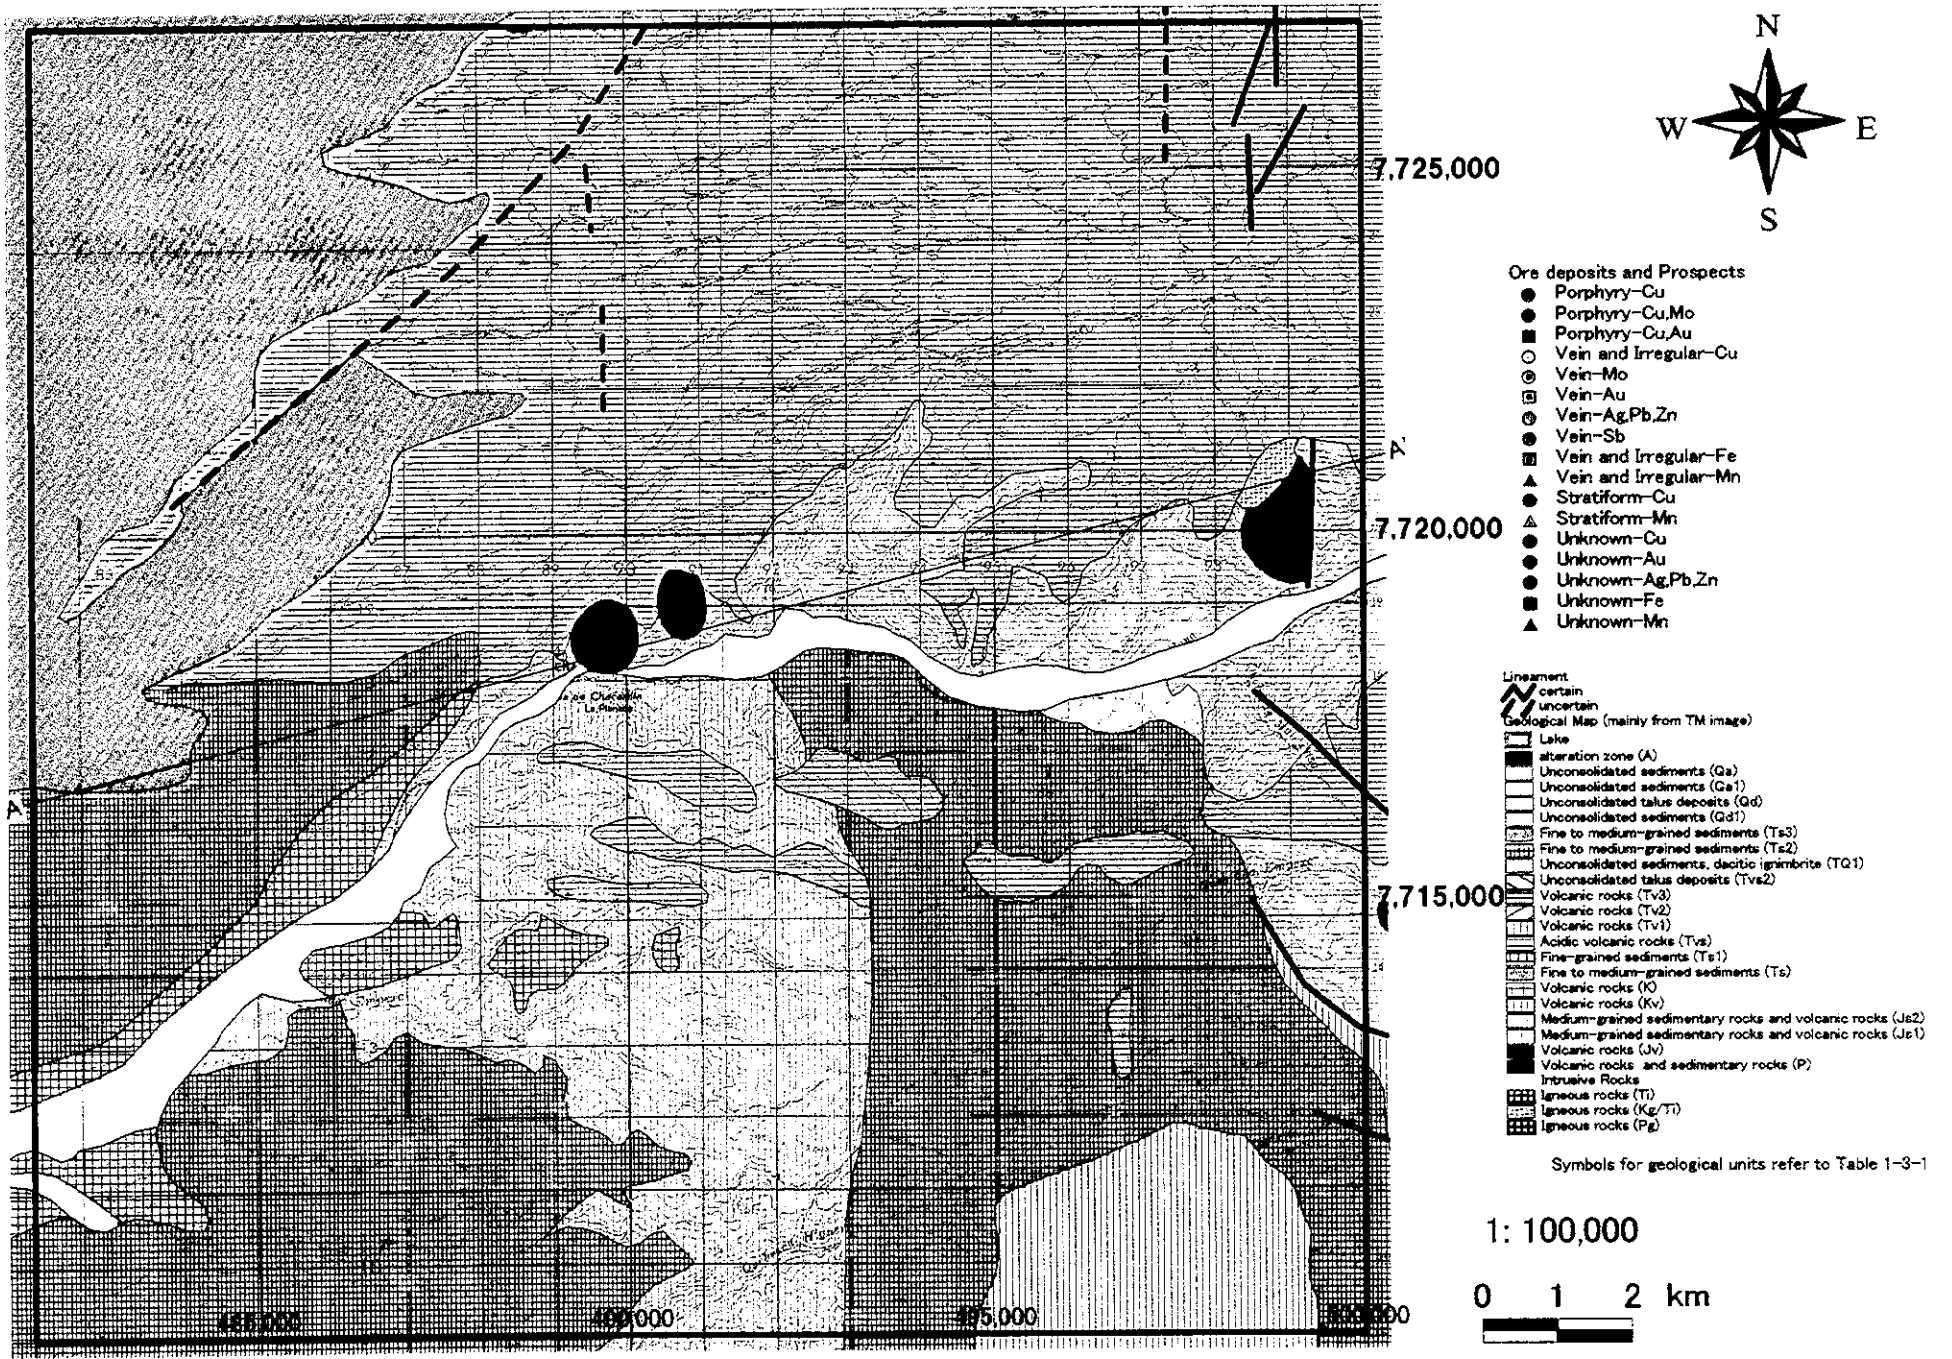 N
W
E
S
7,725,000
7,720,000
7,715,000
A
A'
La Planada
485,000
490,000
495,000
500,000
Ore deposits and Prospects
Porphyry-Cu
Porphyry-Cu,Mo
Porphyry-Cu,Au
Vein and Irregular-Cu
Vein-Mo
Vein-Au
Vein-Ag,Pb,Zn
Vein-Sb
Vein and Irregular-Fe
Vein and Irregular-Mn
Stratiform-Cu
Stratiform-Mn
Unknown-Cu
Unknown-Au
Unknown-Ag,Pb,Zn
Unknown-Fe
Unknown-Mn
Lineament
certain
uncertain
Geological Map (mainly from TM image)
Lake
alteration zone (A)
Unconsolidated sediments (Qa)
Unconsolidated sediments (Qa1)
Unconsolidated talus deposits (Qd)
Unconsolidated sediments (Qd1)
Fine to medium-grained sediments (Ts3)
Fine to medium-grained sediments (Ts2)
Unconsolidated sediments, dacitic ignimbrite (TQ1)
Unconsolidated talus deposits (Tvs2)
Volcanic rocks (Tv3)
Volcanic rocks (Tv2)
Volcanic rocks (Tv1)
Acidic volcanic rocks (Tvs)
Fine-grained sediments (Ts1)
Fine to medium-grained sediments (Ts)
Volcanic rocks (K)
Volcanic rocks (Kv)
Medium-grained sedimentary rocks and volcanic rocks (Js2)
Medium-grained sedimentary rocks and volcanic rocks (Js1)
Volcanic rocks (Jv)
Volcanic rocks and sedimentary rocks (P)
Intrusive Rocks
Igneous rocks (Ti)
Igneous rocks (Kg/Ti)
Igneous rocks (Pg)
Symbols for geological units refer to Table 1-3-1
1: 100,000
0 1 2 km